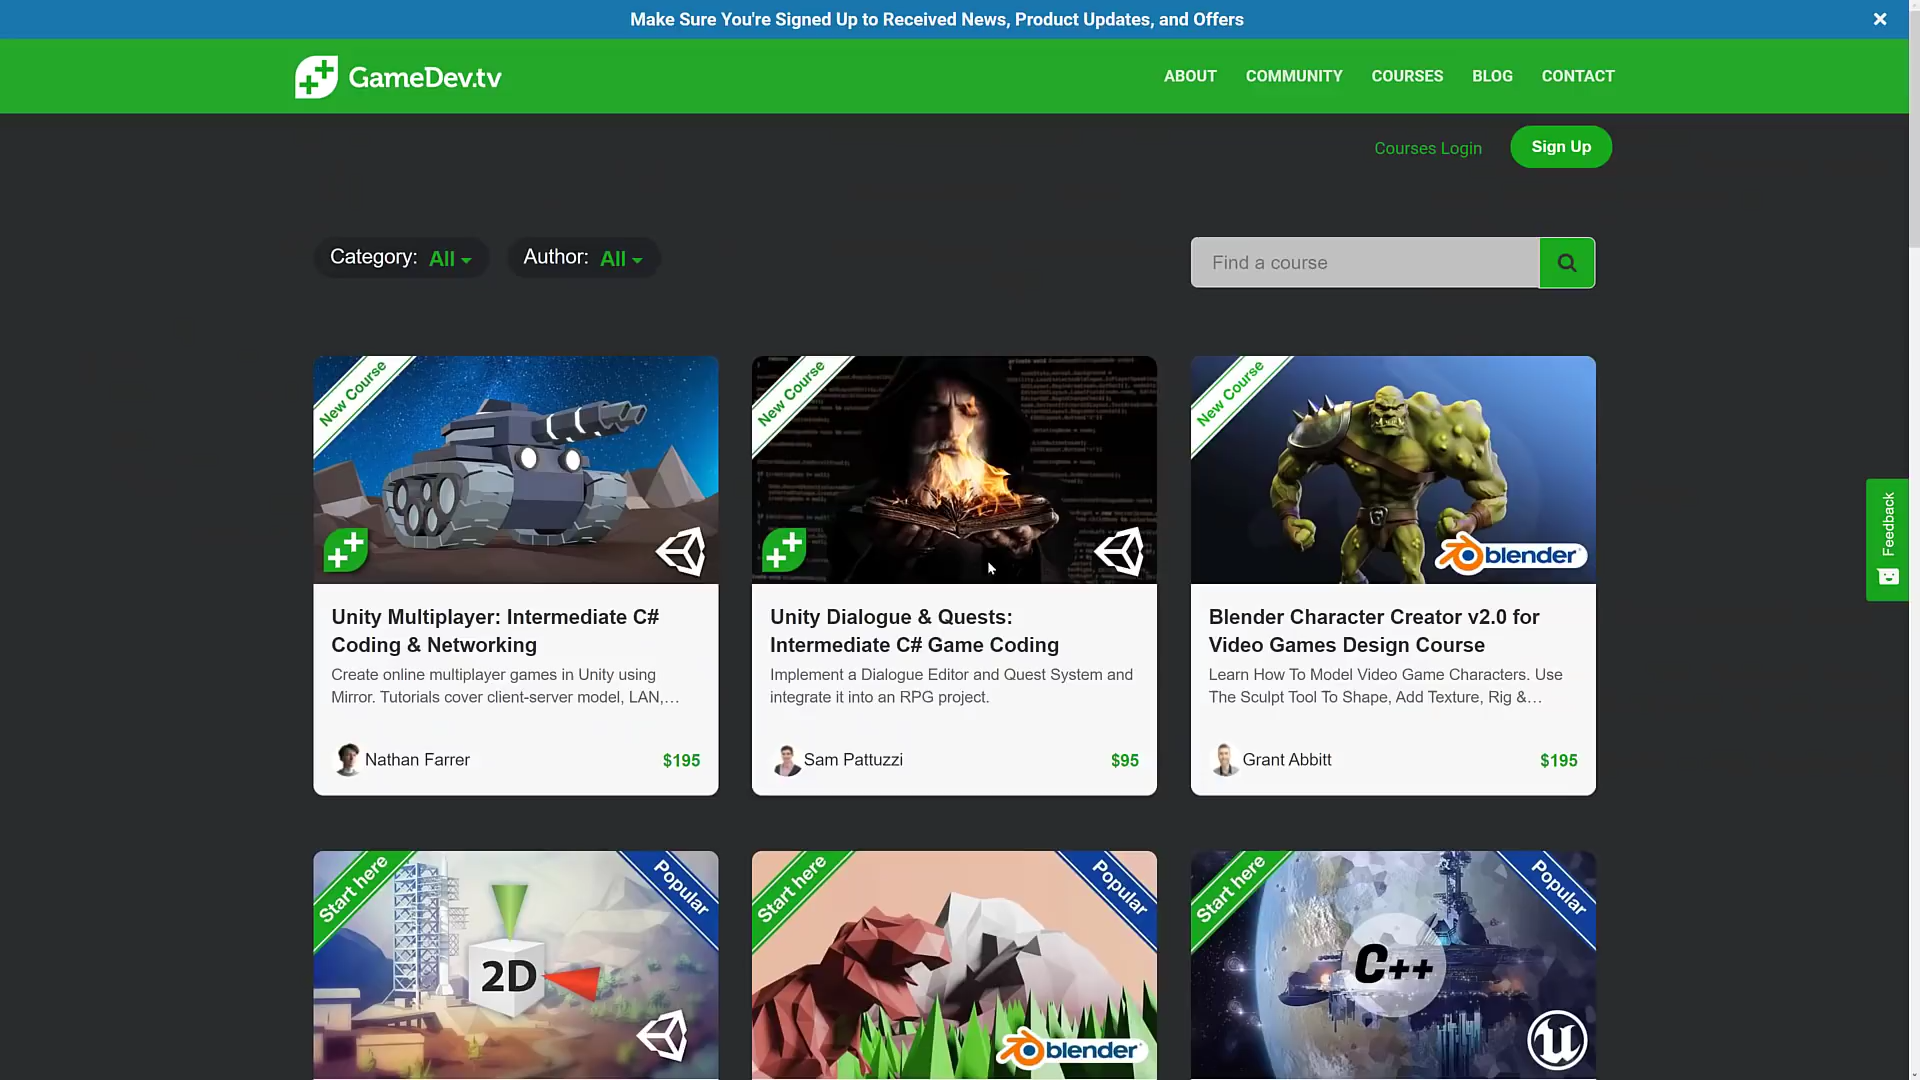 Make Sure You're Signed Up to Received News, Product Updates, and Offers
GameDev.tv
ABOUT COMMUNITY COURSES BLOG CONTACT
Courses Login Sign Up
Category: All Author: All
Find a course
New Course
New Course
New Course
blender
Feedback
Unity Multiplayer: Intermediate C#
Coding & Networking
Create online multiplayer games in Unity using
Mirror. Tutorials cover client-server model, LAN,…
Nathan Farrer $195
Unity Dialogue & Quests:
Intermediate C# Game Coding
Implement a Dialogue Editor and Quest System and
integrate it into an RPG project.
Sam Pattuzzi $95
Blender Character Creator v2.0 for
Video Games Design Course
Learn How To Model Video Game Characters. Use
The Sculpt Tool To Shape, Add Texture, Rig &…
Grant Abbitt $195
Start here Popular
2D
Start here Popular
blender
Start here Popular
C++